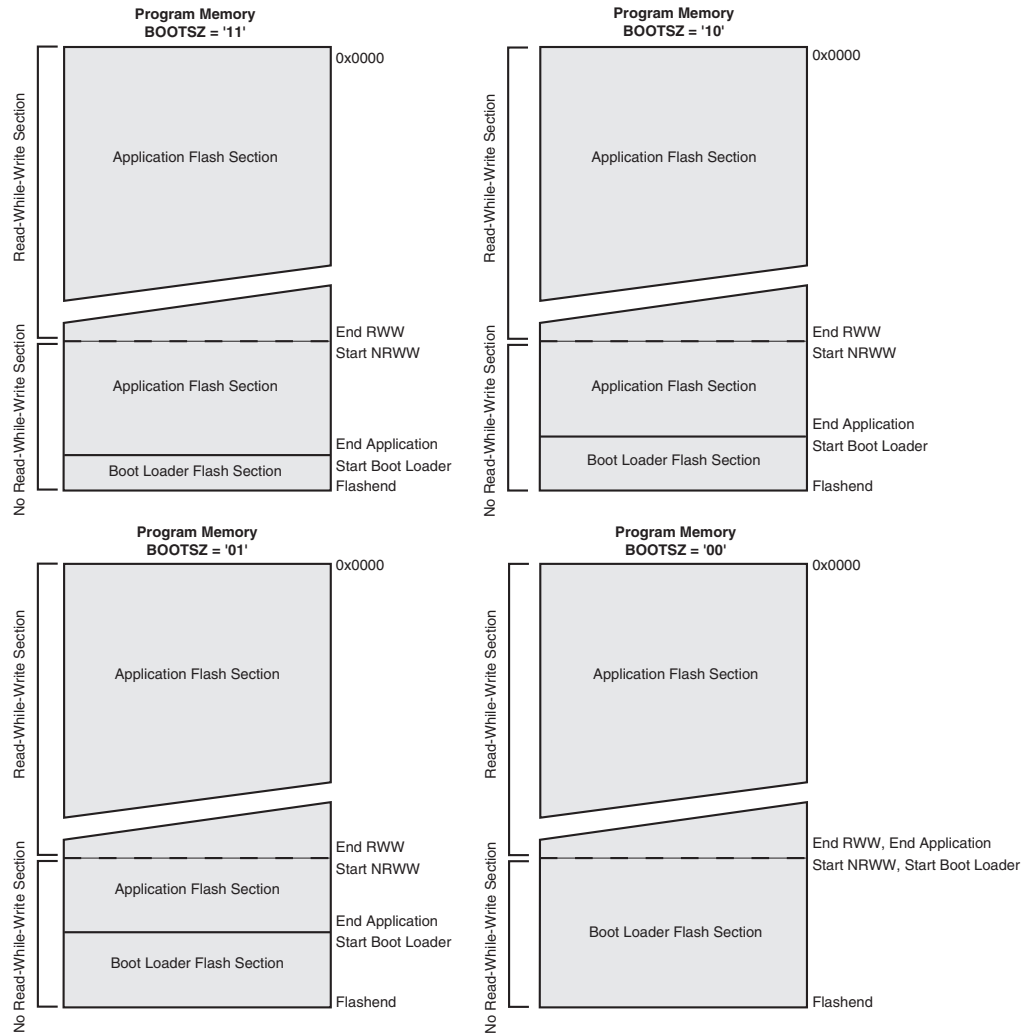 Program Memory
BOOTSZ = '11'
0x0000
Read-While-Write Section
Application Flash Section
End RWW
Start NRWW
No Read-While-Write Section
Application Flash Section
End Application
Start Boot Loader
Boot Loader Flash Section
Flashend
Program Memory
BOOTSZ = '10'
0x0000
Read-While-Write Section
Application Flash Section
End RWW
Start NRWW
No Read-While-Write Section
Application Flash Section
End Application
Start Boot Loader
Boot Loader Flash Section
Flashend
Program Memory
BOOTSZ = '01'
0x0000
Read-While-Write Section
Application Flash Section
End RWW
Start NRWW
No Read-While-Write Section
Application Flash Section
End Application
Start Boot Loader
Boot Loader Flash Section
Flashend
Program Memory
BOOTSZ = '00'
0x0000
Read-While-Write Section
Application Flash Section
End RWW, End Application
Start NRWW, Start Boot Loader
No Read-While-Write Section
Boot Loader Flash Section
Flashend